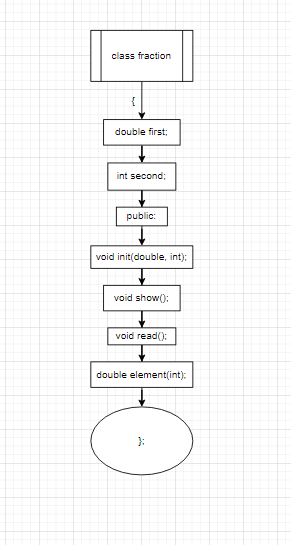 class fraction
{
double first;
int second;
public:
void init(double, int);
void show();
void read();
double element(int);
};